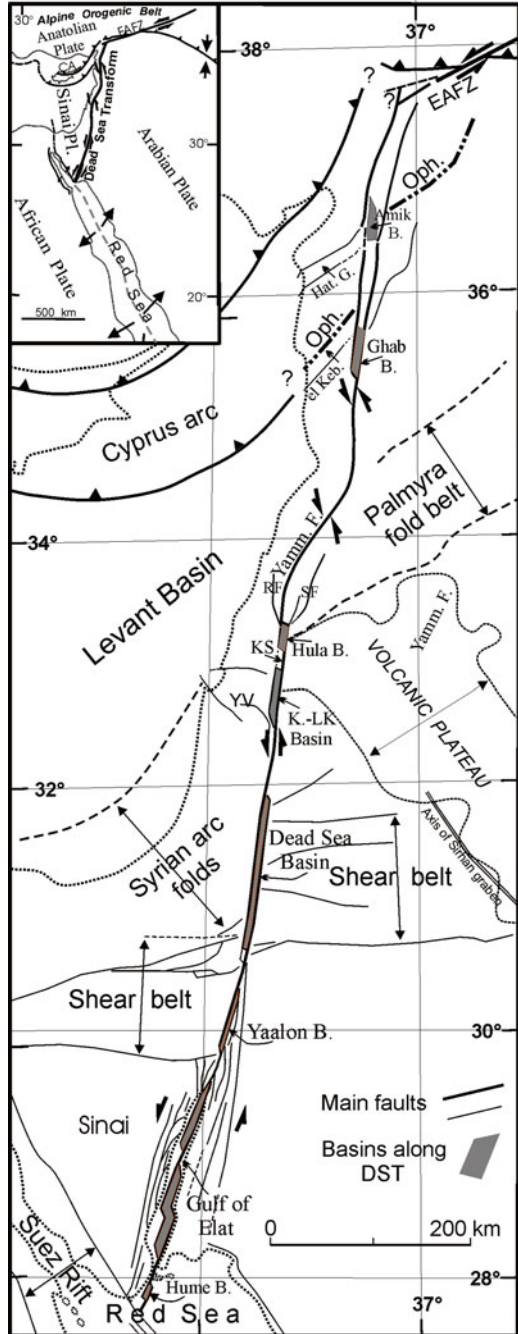 30°
Alpine Orogenic Belt
Anatolian
Plate
EAFZ
CA
Sinai Pl.
Dead Sea Transform
30°
Arabian Plate
African Plate
Red Sea
20°
500 km
37°
38°
?
?
EAFZ
Oph.
Amik
B.
Hat. G.
36°
Oph.
Ghab
B.
el Keb.
?
Cyprus arc
Palmyra
fold belt
34°
Yamm. F.
Levant Basin
RF
SF
Yamm. F.
KS.
Hula B.
VOLCANIC PLATEAU
YV
K.-LK
Basin
32°
Syrian arc
folds
Dead Sea
Basin
Shear belt
Axis of Sirhan graben
Shear belt
30°
Yaalon B.
Main faults
Sinai
Basins along
DST
Gulf of
Elat
0 200 km
Suez Rift
Hume B.
28°
Red Sea
37°